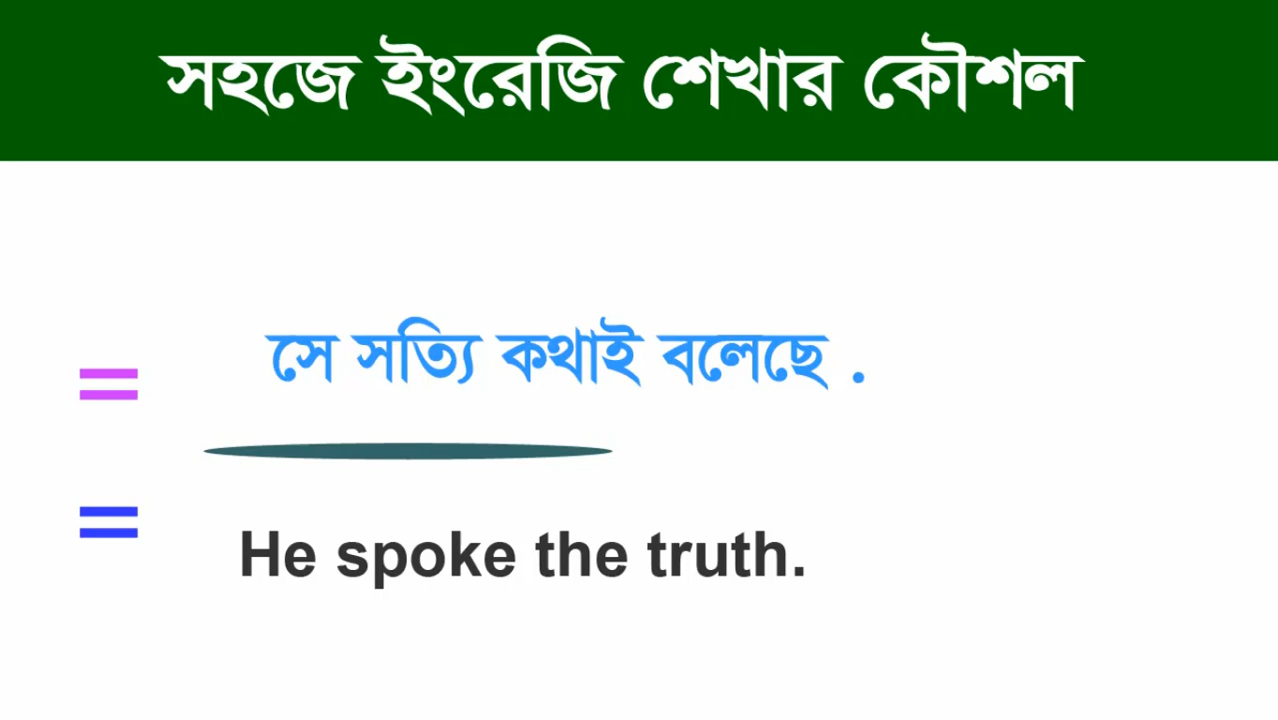 সহজে ইংরেজি শেখার কৌশল
= সে সত্যি কথাই বলেছে .
= He spoke the truth.